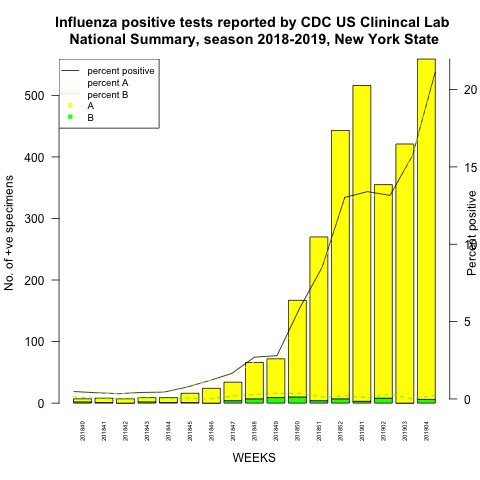 Influenza positive tests reported by CDC US Clinincal Lab
National Summary, season 2018-2019, New York State
percent positive
percent A
percent B
A
B
No. of +ve specimens
0
100
200
300
400
500
Percent positive
0
5
10
15
20
201840
201841
201842
201843
201844
201845
201846
201847
201848
201849
201850
201851
201852
201901
201902
201903
201904
WEEKS